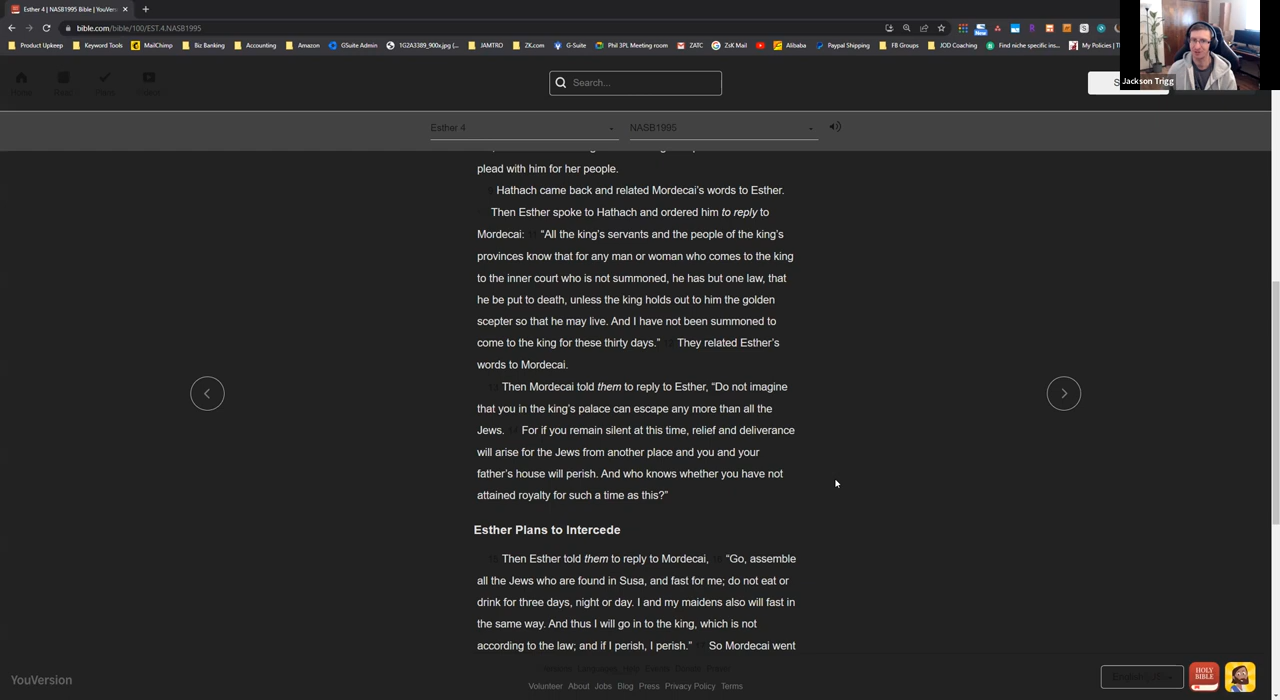 Esther 4 | NASB1995 Bible | YouVer
bible.com/bible/100/EST.4.NASB1995
Product Upkeep Keyword Tools MailChimp Biz Banking Accounting Amazon GSuite Admin 1GZA3389_900x.jpg (... JAMTRO ZK.com G-Suite Phil 3PL Meeting room ZATC ZsK Mail Alibaba Paypal Shipping FB Groups JOD Coaching Find niche specific ins... My Policies | Th
New
Jackson Trigg
Home
Search...
Esther 4 NASB1995
plead with him for her people.
Hathach came back and related Mordecai's words to Esther.
Then Esther spoke to Hathach and ordered him to reply to
Mordecai: “All the king's servants and the people of the king's
provinces know that for any man or woman who comes to the king
to the inner court who is not summoned, he has but one law, that
he be put to death, unless the king holds out to him the golden
scepter so that he may live. And I have not been summoned to
come to the king for these thirty days.” They related Esther's
words to Mordecai.
13 Then Mordecai told them to reply to Esther, “Do not imagine
that you in the king's palace can escape any more than all the
Jews. 14 For if you remain silent at this time, relief and deliverance
will arise for the Jews from another place and you and your
father's house will perish. And who knows whether you have not
attained royalty for such a time as this?”
Esther Plans to Intercede
15 Then Esther told them to reply to Mordecai, 16 “Go, assemble
all the Jews who are found in Susa, and fast for me; do not eat or
drink for three days, night or day. I and my maidens also will fast in
the same way. And thus I will go in to the king, which is not
according to the law; and if I perish, I perish.” So Mordecai went
YouVersion
Volunteer About Jobs Blog Press Privacy Policy Terms
HOLY
BIBLE